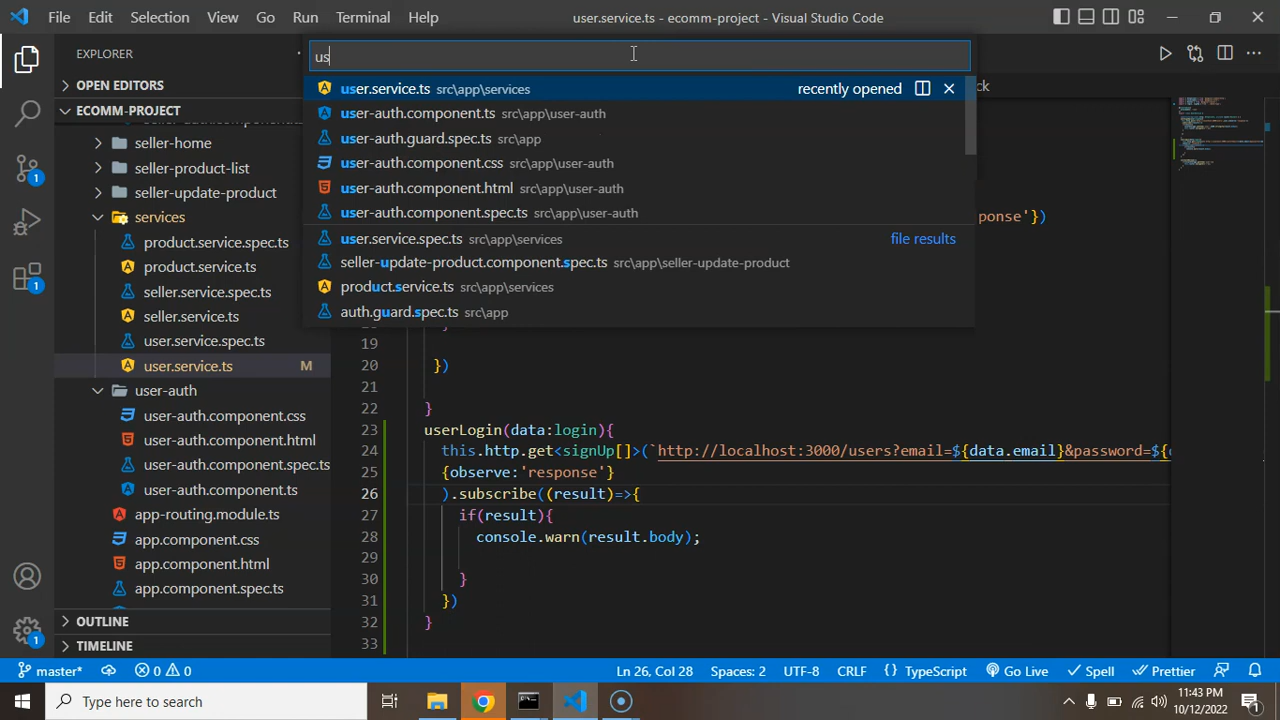 File Edit Selection View Go Run Terminal Help user.service.ts - ecomm-project - Visual Studio Code
EXPLORER
us
OPEN EDITORS
ECOMM-PROJECT
seller-home
seller-product-list
seller-update-product
services
product.service.spec.ts
product.service.ts
seller.service.spec.ts
seller.service.ts
user.service.spec.ts
user.service.ts M
user-auth
user-auth.component.css
user-auth.component.html
user-auth.component.spec.ts
user-auth.component.ts
app-routing.module.ts
app.component.css
app.component.html
app.component.spec.ts
OUTLINE
TIMELINE
1
1
1
user.service.ts src\app\services recently opened
user-auth.component.ts src\app\user-auth
user-auth.guard.spec.ts src\app
user-auth.component.css src\app\user-auth
user-auth.component.html src\app\user-auth
user-auth.component.spec.ts src\app\user-auth
user.service.spec.ts src\app\services file results
seller-update-product.component.spec.ts src\app\seller-update-product
product.service.ts src\app\services
auth.guard.spec.ts src\app
ck
ponse'})
19
20 })
21
22 }
23 userLogin(data:login){
24 this.http.get<signUp[]>(`http://localhost:3000/users?email=${data.email}&password=${
25 {observe:'response'}
26 ).subscribe((result)=>{
27 if(result){
28 console.warn(result.body);
29
30 }
31 })
32 }
33
master* 0 0 Ln 26, Col 28 Spaces: 2 UTF-8 CRLF {} TypeScript Go Live Spell Prettier
Type here to search
11:43 PM
10/12/2022
1